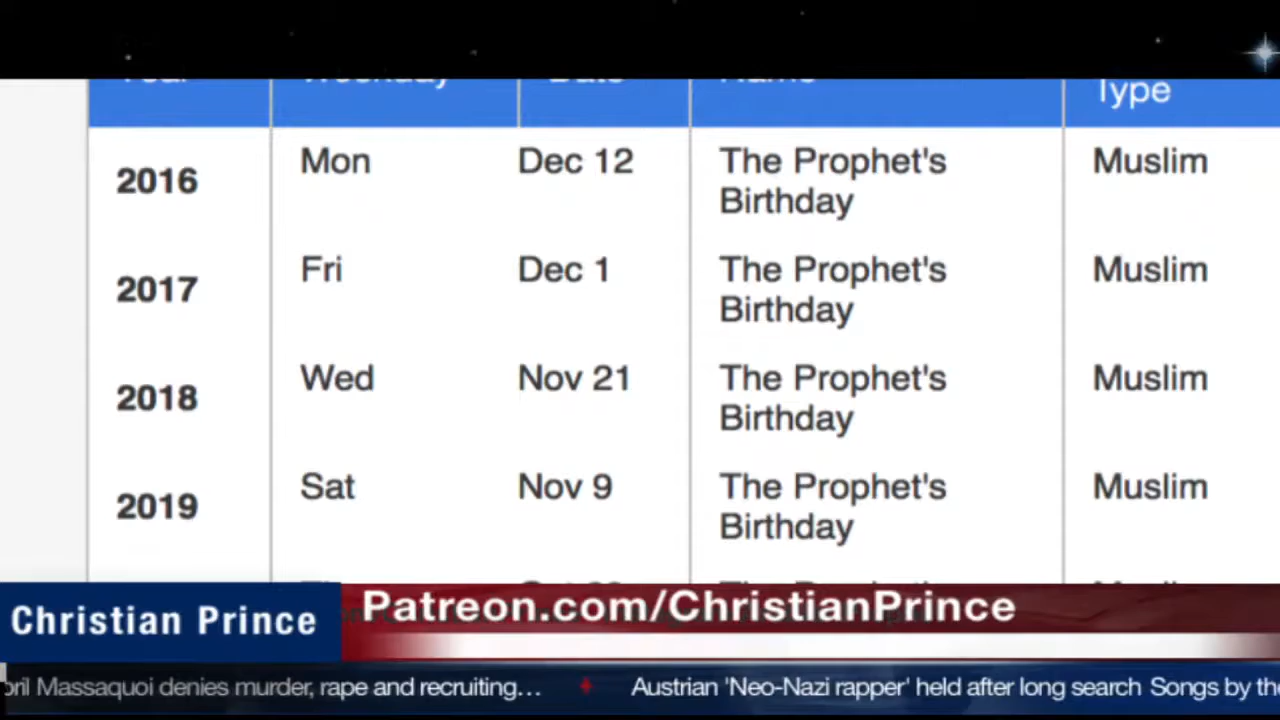 Type
2016 Mon Dec 12 The Prophet's Muslim
Birthday
2017 Fri Dec 1 The Prophet's Muslim
Birthday
2018 Wed Nov 21 The Prophet's Muslim
Birthday
2019 Sat Nov 9 The Prophet's Muslim
Birthday
Christian Prince
Patreon.com/ChristianPrince
Massaquoi denies murder, rape and recruiting... Austrian 'Neo-Nazi rapper' held after long search Songs by